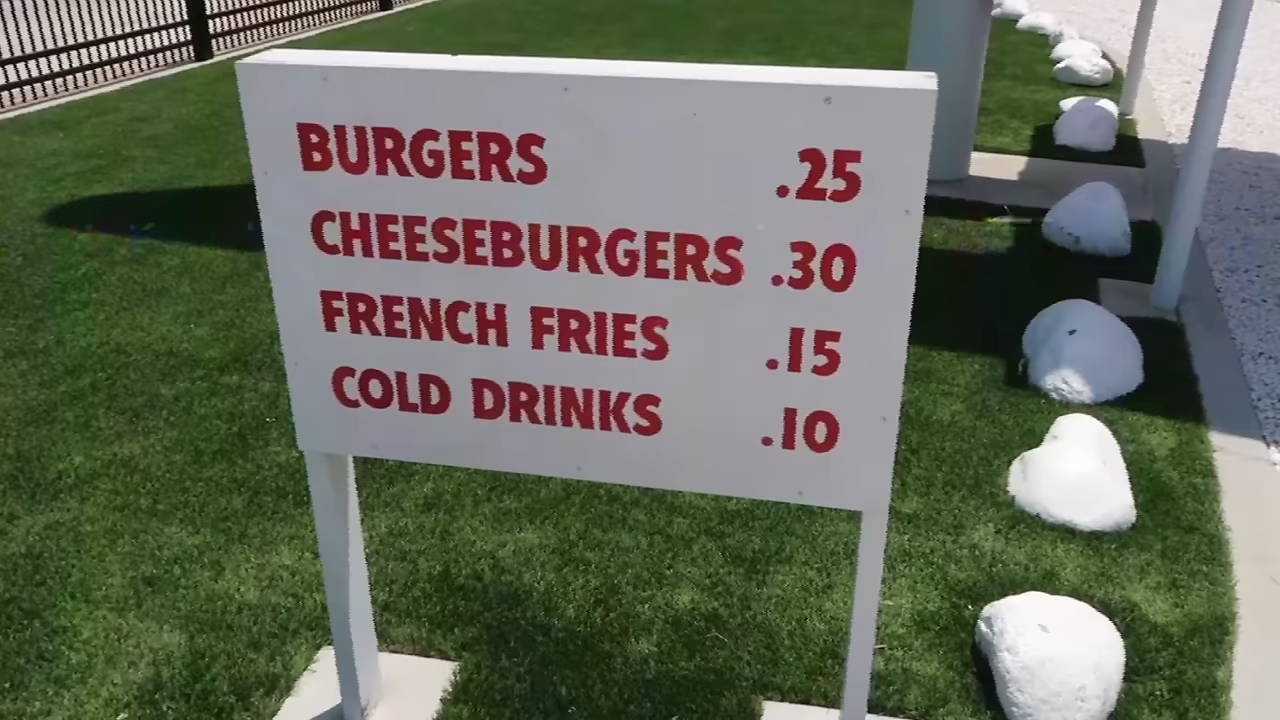 BURGERS .25
CHEESEBURGERS .30
FRENCH FRIES .15
COLD DRINKS .10